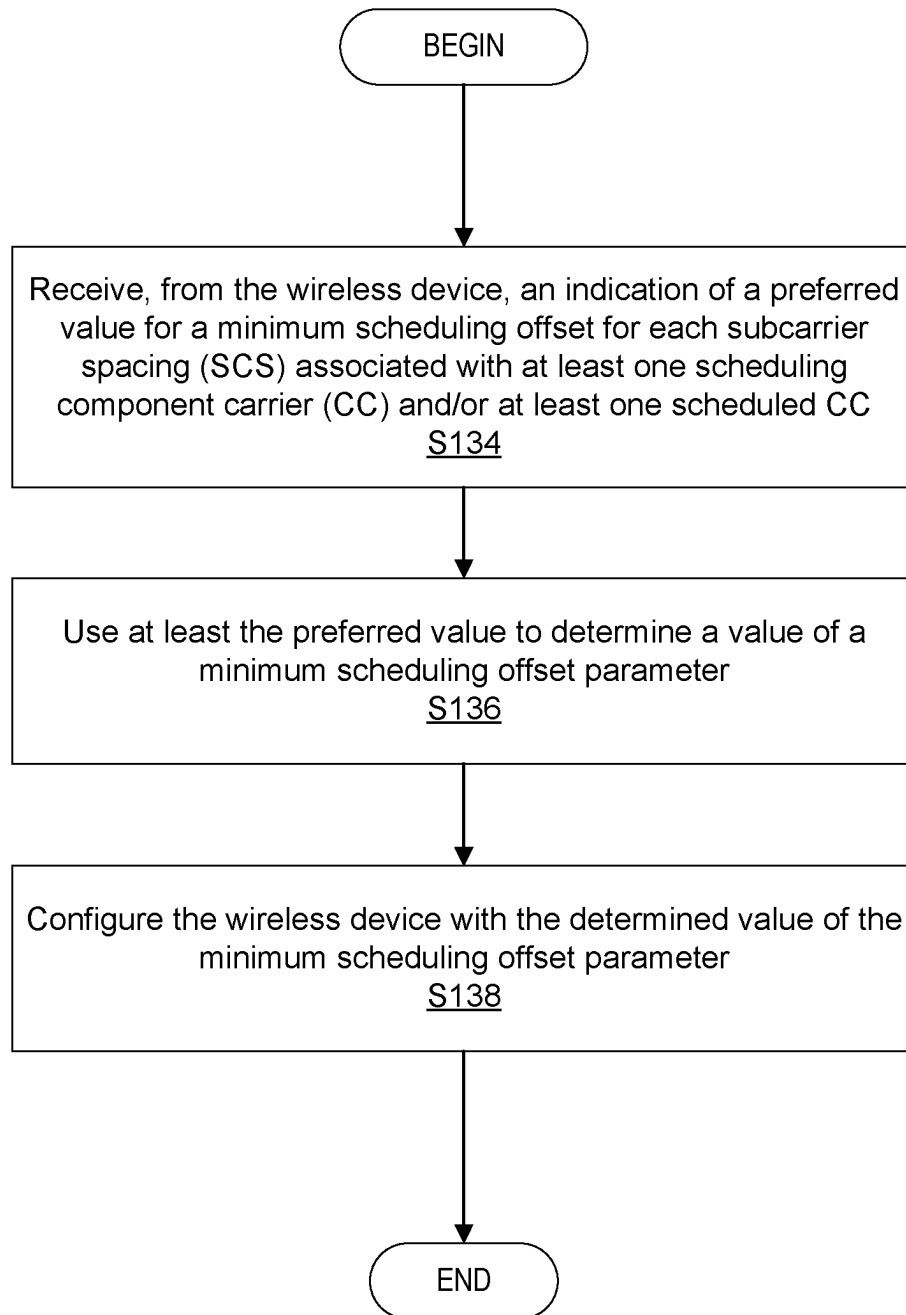 BEGIN
Receive, from the wireless device, an indication of a preferred
value for a minimum scheduling offset for each subcarrier
spacing (SCS) associated with at least one scheduling
component carrier (CC) and/or at least one scheduled CC
S134
Use at least the preferred value to determine a value of a
minimum scheduling offset parameter
S136
Configure the wireless device with the determined value of the
minimum scheduling offset parameter
S138
END